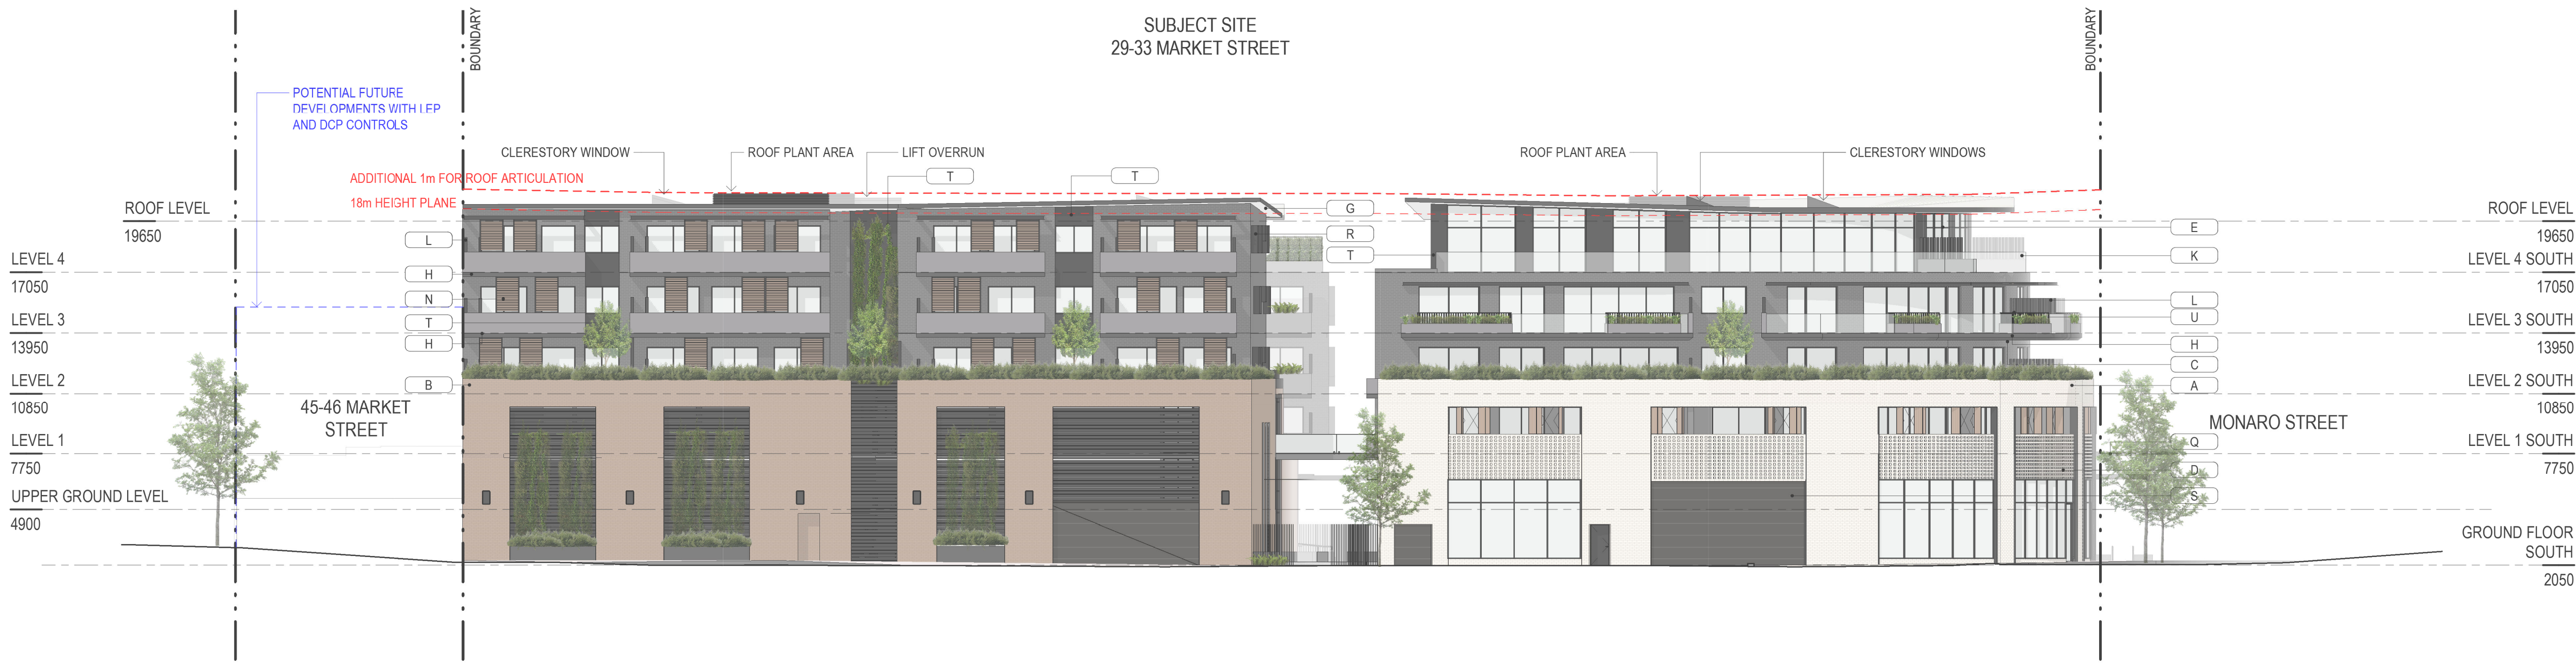 SUBJECT SITE
29-33 MARKET STREET
BOUNDARY
BOUNDARY
POTENTIAL FUTURE
DEVELOPMENTS WITH LEP
AND DCP CONTROLS
CLERESTORY WINDOW
ROOF PLANT AREA
LIFT OVERRUN
ROOF PLANT AREA
CLERESTORY WINDOWS
ADDITIONAL 1m FOR ROOF ARTICULATION
18m HEIGHT PLANE
T
T
ROOF LEVEL
19650
LEVEL 4
17050
LEVEL 3
13950
LEVEL 2
10850
LEVEL 1
7750
UPPER GROUND LEVEL
4900
L
H
N
T
H
B
45-46 MARKET
STREET
G
R
T
E
K
L
U
H
C
A
MONARO STREET
Q
D
S
ROOF LEVEL
19650
LEVEL 4 SOUTH
17050
LEVEL 3 SOUTH
13950
LEVEL 2 SOUTH
10850
LEVEL 1 SOUTH
7750
GROUND FLOOR
SOUTH
2050